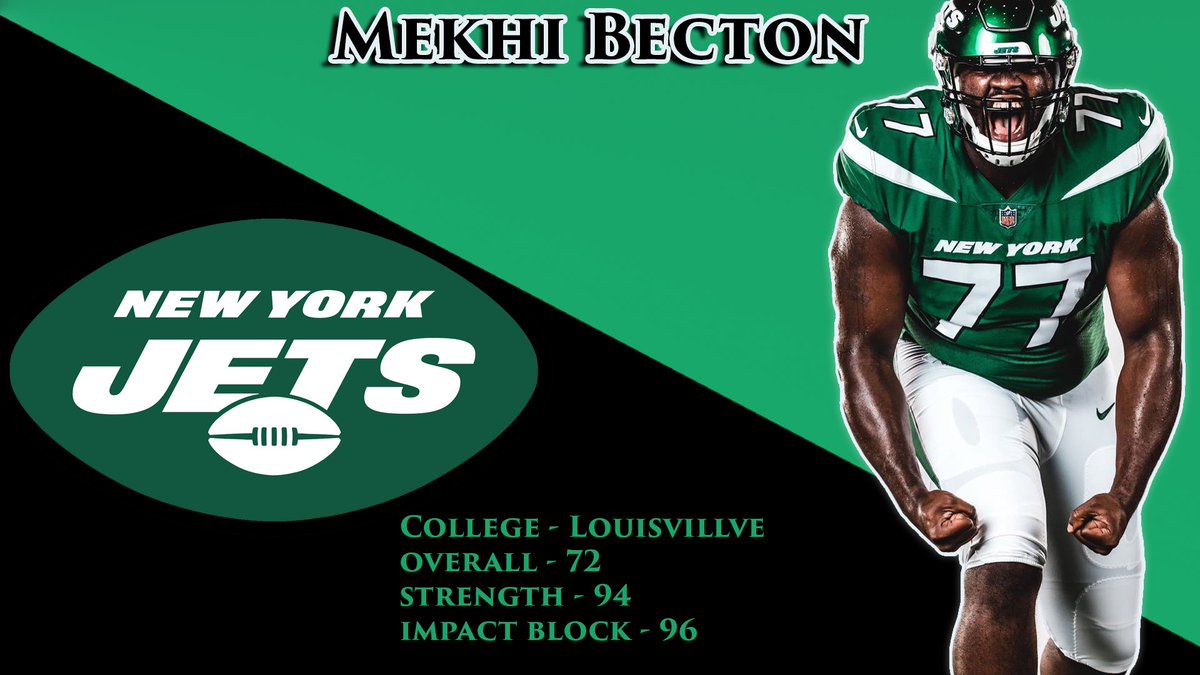 Mekhi Becton
JETS
77
77
NEW YORK
77
NEW YORK
JETS
College - Louisvillve
overall - 72
strength - 94
impact block - 96